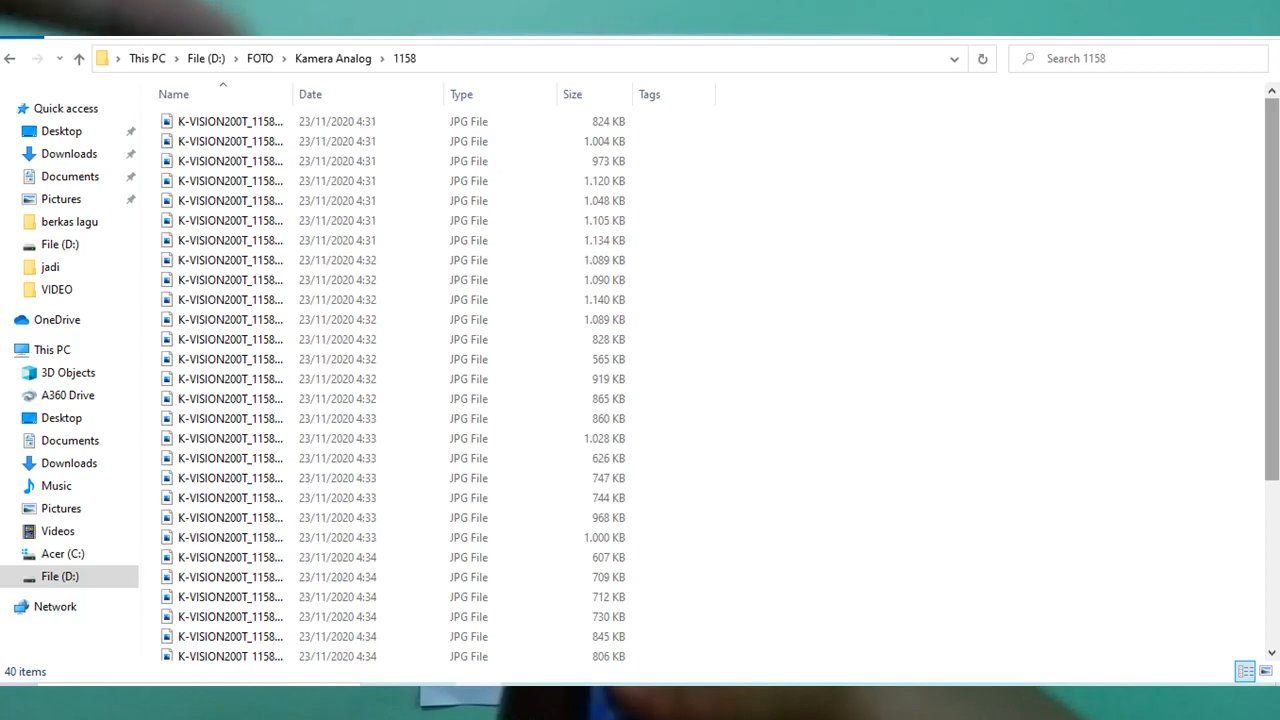 This PC > File (D:) > FOTO > Kamera Analog > 1158
Search 1158
Name Date Type Size Tags
Quick access
Desktop
Downloads
Documents
Pictures
berkas lagu
File (D:)
jadi
VIDEO
OneDrive
This PC
3D Objects
A360 Drive
Desktop
Documents
Downloads
Music
Pictures
Videos
Acer (C:)
File (D:)
Network
K-VISION200T_1158... 23/11/2020 4:31 JPG File 824 KB
K-VISION200T_1158... 23/11/2020 4:31 JPG File 1.004 KB
K-VISION200T_1158... 23/11/2020 4:31 JPG File 973 KB
K-VISION200T_1158... 23/11/2020 4:31 JPG File 1.120 KB
K-VISION200T_1158... 23/11/2020 4:31 JPG File 1.048 KB
K-VISION200T_1158... 23/11/2020 4:31 JPG File 1.105 KB
K-VISION200T_1158... 23/11/2020 4:31 JPG File 1.134 KB
K-VISION200T_1158... 23/11/2020 4:32 JPG File 1.089 KB
K-VISION200T_1158... 23/11/2020 4:32 JPG File 1.090 KB
K-VISION200T_1158... 23/11/2020 4:32 JPG File 1.140 KB
K-VISION200T_1158... 23/11/2020 4:32 JPG File 1.089 KB
K-VISION200T_1158... 23/11/2020 4:32 JPG File 828 KB
K-VISION200T_1158... 23/11/2020 4:32 JPG File 565 KB
K-VISION200T_1158... 23/11/2020 4:32 JPG File 919 KB
K-VISION200T_1158... 23/11/2020 4:32 JPG File 865 KB
K-VISION200T_1158... 23/11/2020 4:33 JPG File 860 KB
K-VISION200T_1158... 23/11/2020 4:33 JPG File 1.028 KB
K-VISION200T_1158... 23/11/2020 4:33 JPG File 626 KB
K-VISION200T_1158... 23/11/2020 4:33 JPG File 747 KB
K-VISION200T_1158... 23/11/2020 4:33 JPG File 744 KB
K-VISION200T_1158... 23/11/2020 4:33 JPG File 968 KB
K-VISION200T_1158... 23/11/2020 4:33 JPG File 1.000 KB
K-VISION200T_1158... 23/11/2020 4:34 JPG File 607 KB
K-VISION200T_1158... 23/11/2020 4:34 JPG File 709 KB
K-VISION200T_1158... 23/11/2020 4:34 JPG File 712 KB
K-VISION200T_1158... 23/11/2020 4:34 JPG File 730 KB
K-VISION200T_1158... 23/11/2020 4:34 JPG File 845 KB
K-VISION200T_1158... 23/11/2020 4:34 JPG File 806 KB
40 items